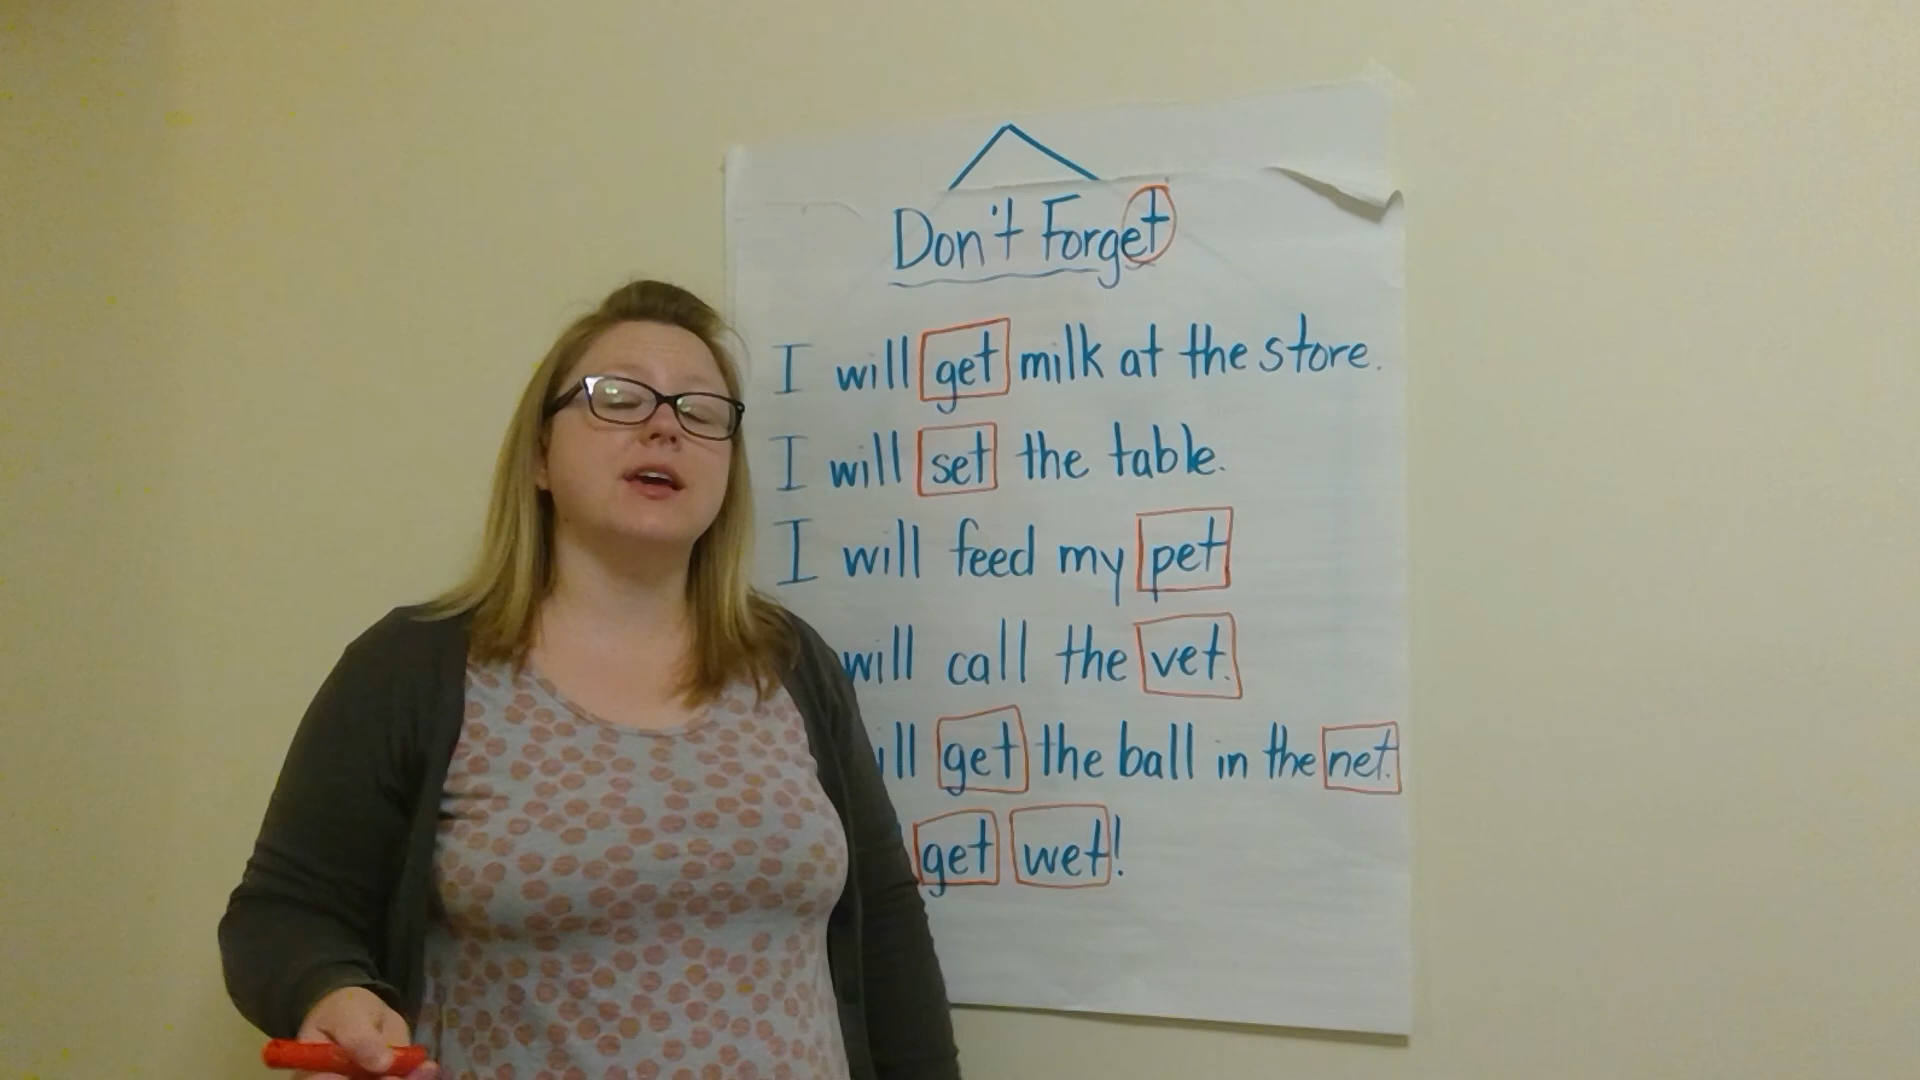 Don't Forget
I will get milk at the store.
I will set the table.
I will feed my pet
will call the vet.
get the ball in the net.
get wet!